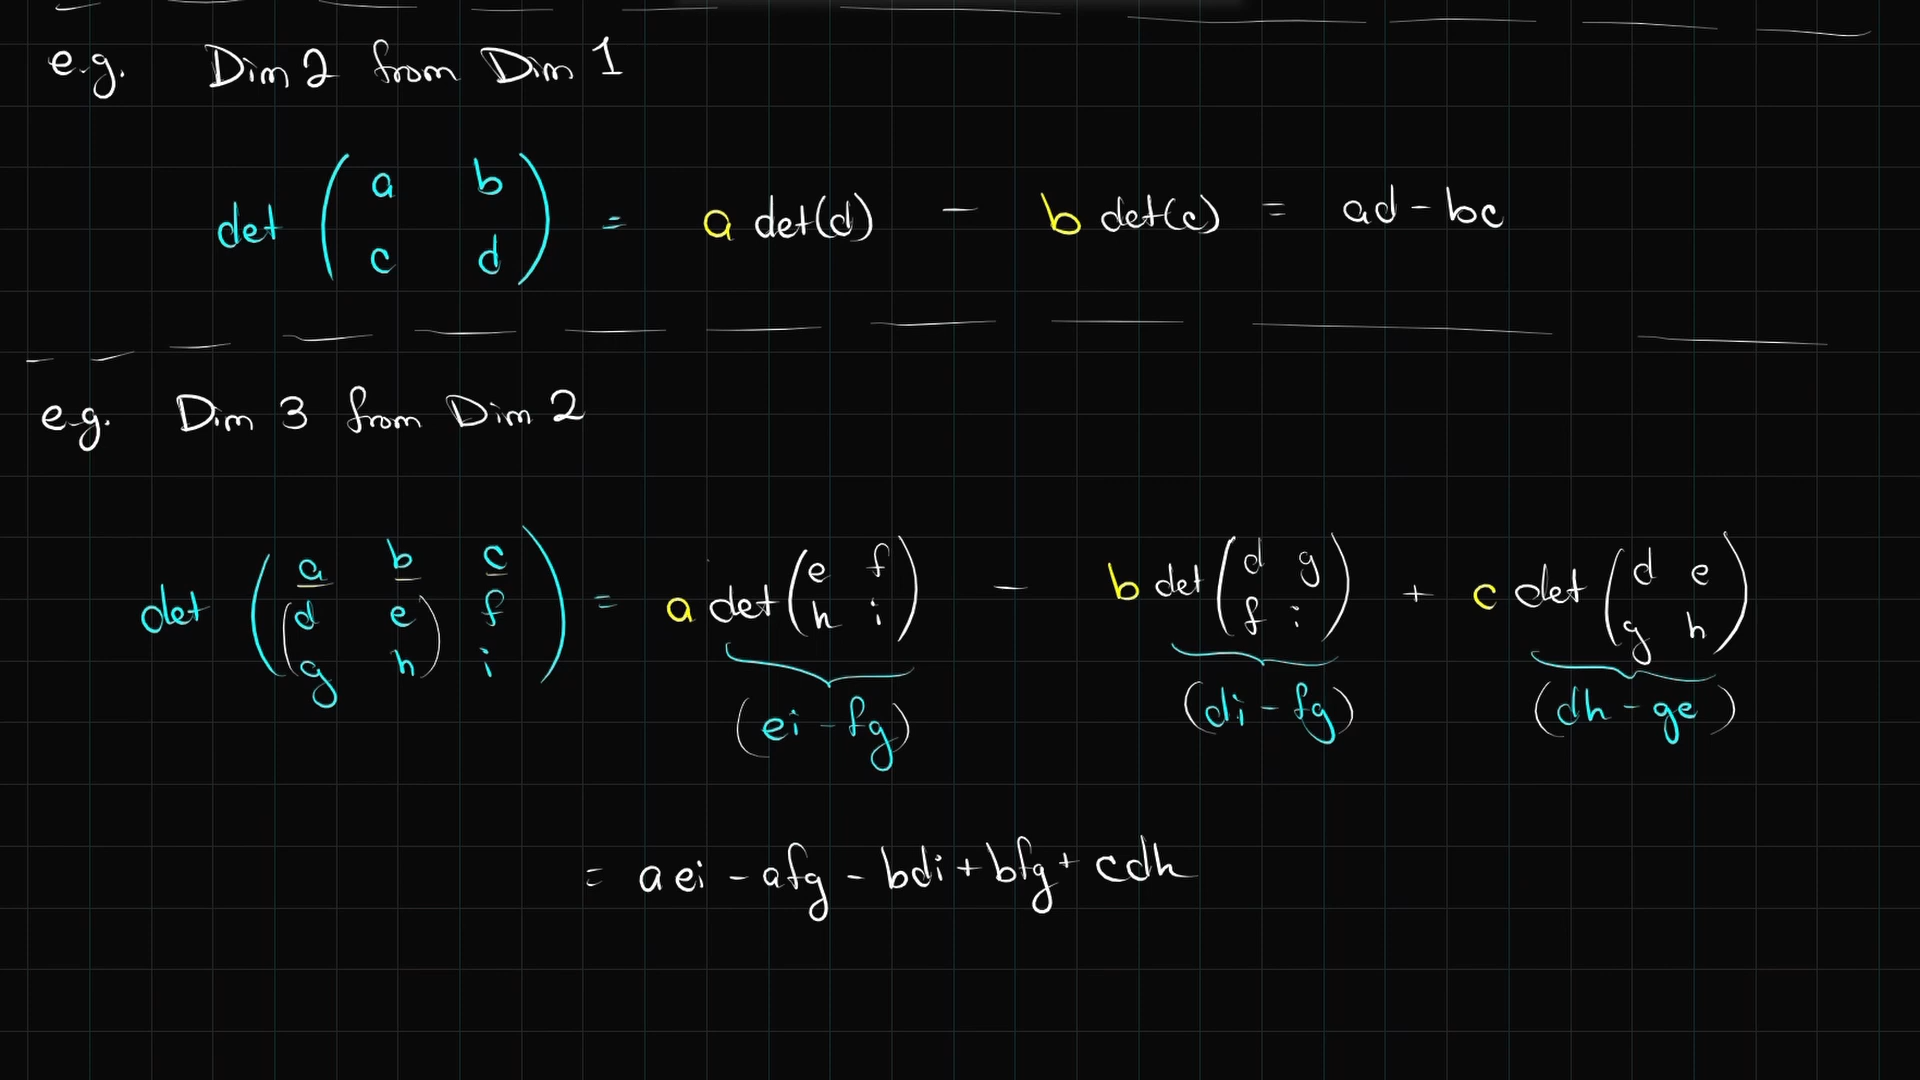 e.g. Dim 2 from Dim 1
det ( a b ; c d ) = a det(d) - b det(c) = ad - bc
e.g. Dim 3 from Dim 2
det ( a b c ; d e f ; g h i ) = a det ( e f ; h i ) - b det ( d g ; f i ) + c det ( d e ; g h )
(ei - fg) (di - fg) (dh - ge)
= aei - afg - bdi + bfg + cdh